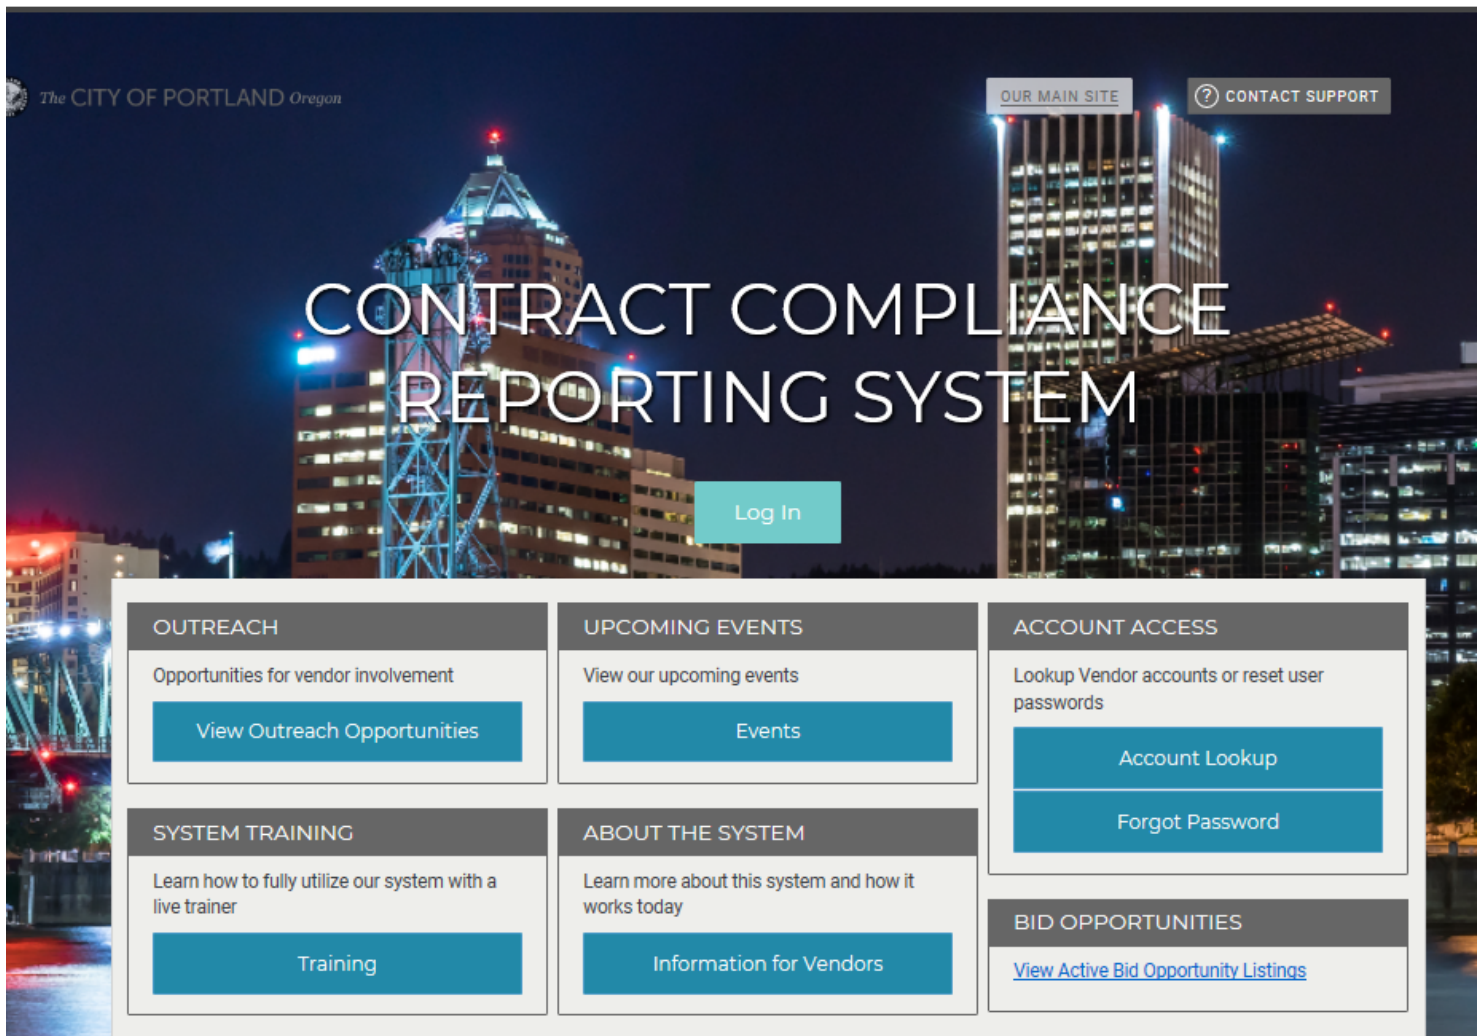 The CITY OF PORTLAND Oregon
OUR MAIN SITE
? CONTACT SUPPORT
CONTRACT COMPLIANCE
REPORTING SYSTEM
Log In
OUTREACH
Opportunities for vendor involvement
View Outreach Opportunities
UPCOMING EVENTS
View our upcoming events
Events
ACCOUNT ACCESS
Lookup Vendor accounts or reset user
passwords
Account Lookup
Forgot Password
SYSTEM TRAINING
Learn how to fully utilize our system with a
live trainer
Training
ABOUT THE SYSTEM
Learn more about this system and how it
works today
Information for Vendors
BID OPPORTUNITIES
View Active Bid Opportunity Listings